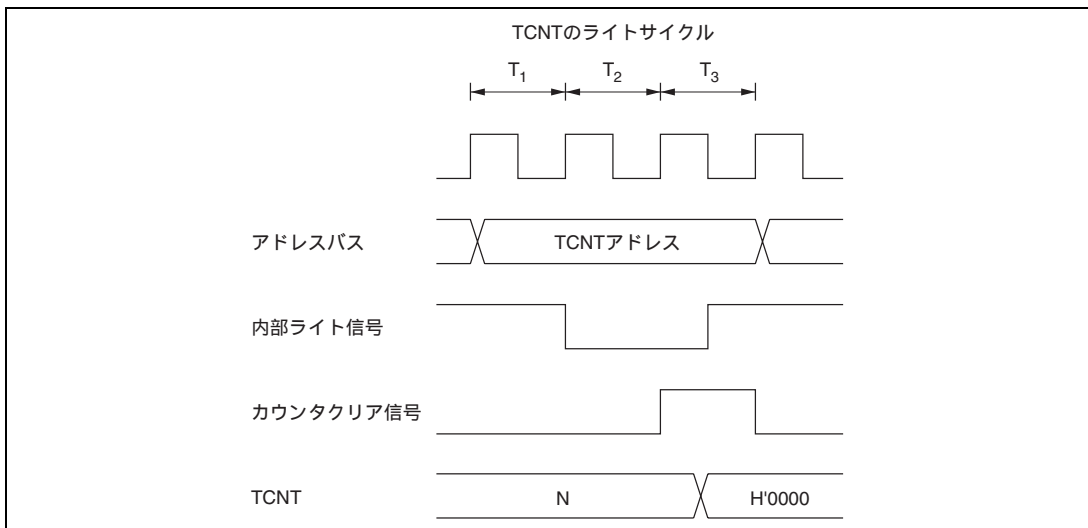 TCNTのライトサイクル
T1 T2 T3
アドレスバス TCNTアドレス
内部ライト信号
カウンタクリア信号
TCNT N H'0000